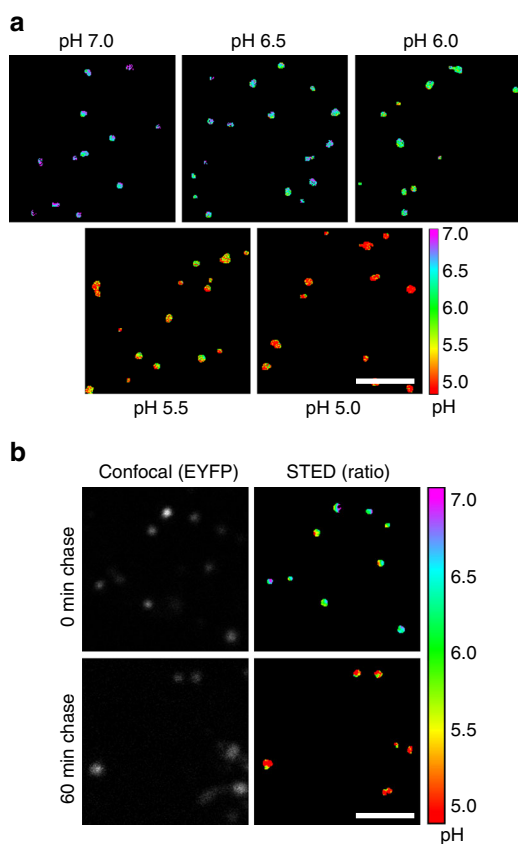 a
pH 7.0
pH 6.5
pH 6.0
7.0
6.5
6.0
5.5
5.0
pH
pH 5.5
pH 5.0
b
Confocal (EYFP)
STED (ratio)
0 min chase
60 min chase
7.0
6.5
6.0
5.5
5.0
pH